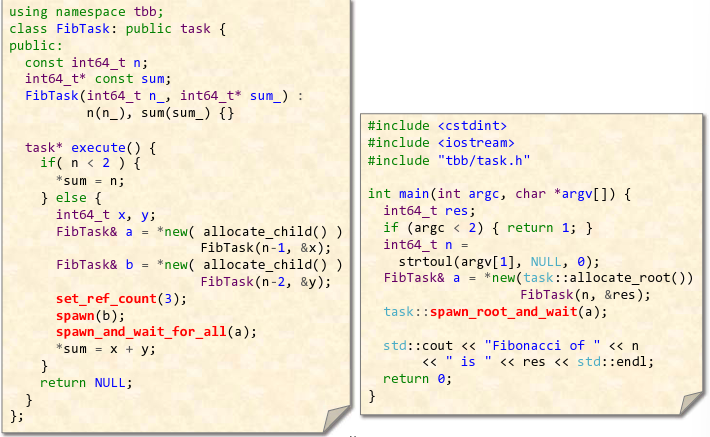 using namespace tbb;
class FibTask: public task {
public:
  const int64_t n;
  int64_t* const sum;
  FibTask(int64_t n_, int64_t* sum_) :
          n(n_), sum(sum_) {}

  task* execute() {
    if( n < 2 ) {
      *sum = n;
    } else {
      int64_t x, y;
      FibTask& a = *new( allocate_child() )
                         FibTask(n-1, &x);
      FibTask& b = *new( allocate_child() )
                         FibTask(n-2, &y);
      set_ref_count(3);
      spawn(b);
      spawn_and_wait_for_all(a);
      *sum = x + y;
    }
    return NULL;
  }
};
#include <cstdint>
#include <iostream>
#include "tbb/task.h"

int main(int argc, char *argv[]) {
  int64_t res;
  if (argc < 2) { return 1; }
  int64_t n =
    strtoul(argv[1], NULL, 0);
  FibTask& a = *new(task::allocate_root())
                    FibTask(n, &res);
  task::spawn_root_and_wait(a);

  std::cout << "Fibonacci of " << n
       << " is " << res << std::endl;
  return 0;
}